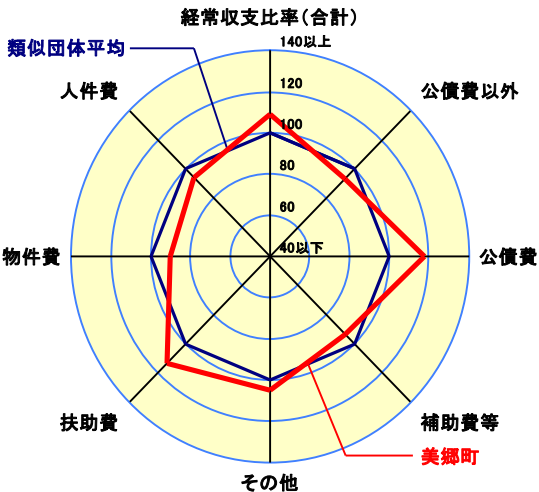 経常収支比率(合計)
類似団体平均
140以上
人件費
120
公債費以外
100
80
60
物件費
40以下
公債費
扶助費
補助費等
美郷町
その他